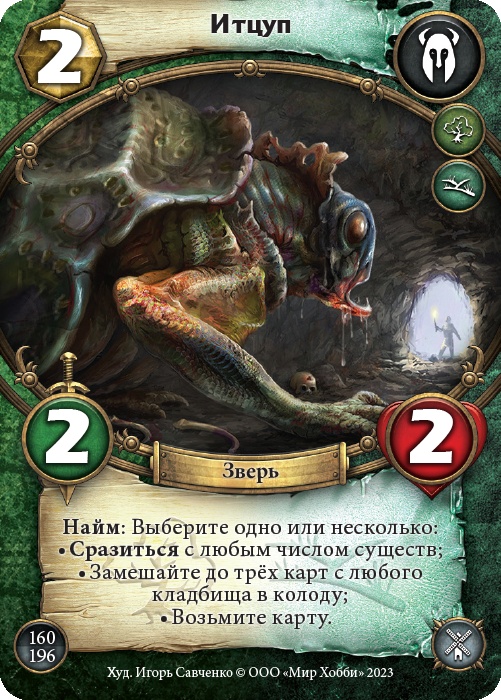 2
Итцуп
2
Зверь
2
Найм: Выберите одно или несколько:
• Сразиться с любым числом существ;
• Замешайте до трёх карт с любого
кладбища в колоду;
• Возьмите карту.
160
196
Худ. Игорь Савченко © ООО «Мир Хобби» 2023